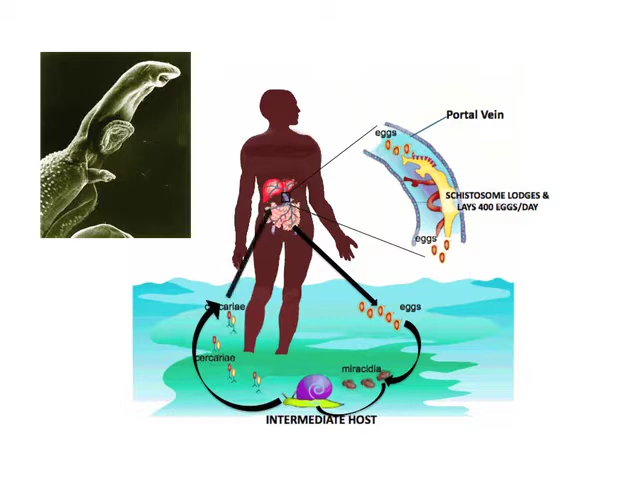 Portal Vein
eggs
SCHISTOSOME LODGES &
LAYS 400 EGGS/DAY
eggs
cercariae
eggs
cercariae
miracidia
INTERMEDIATE HOST